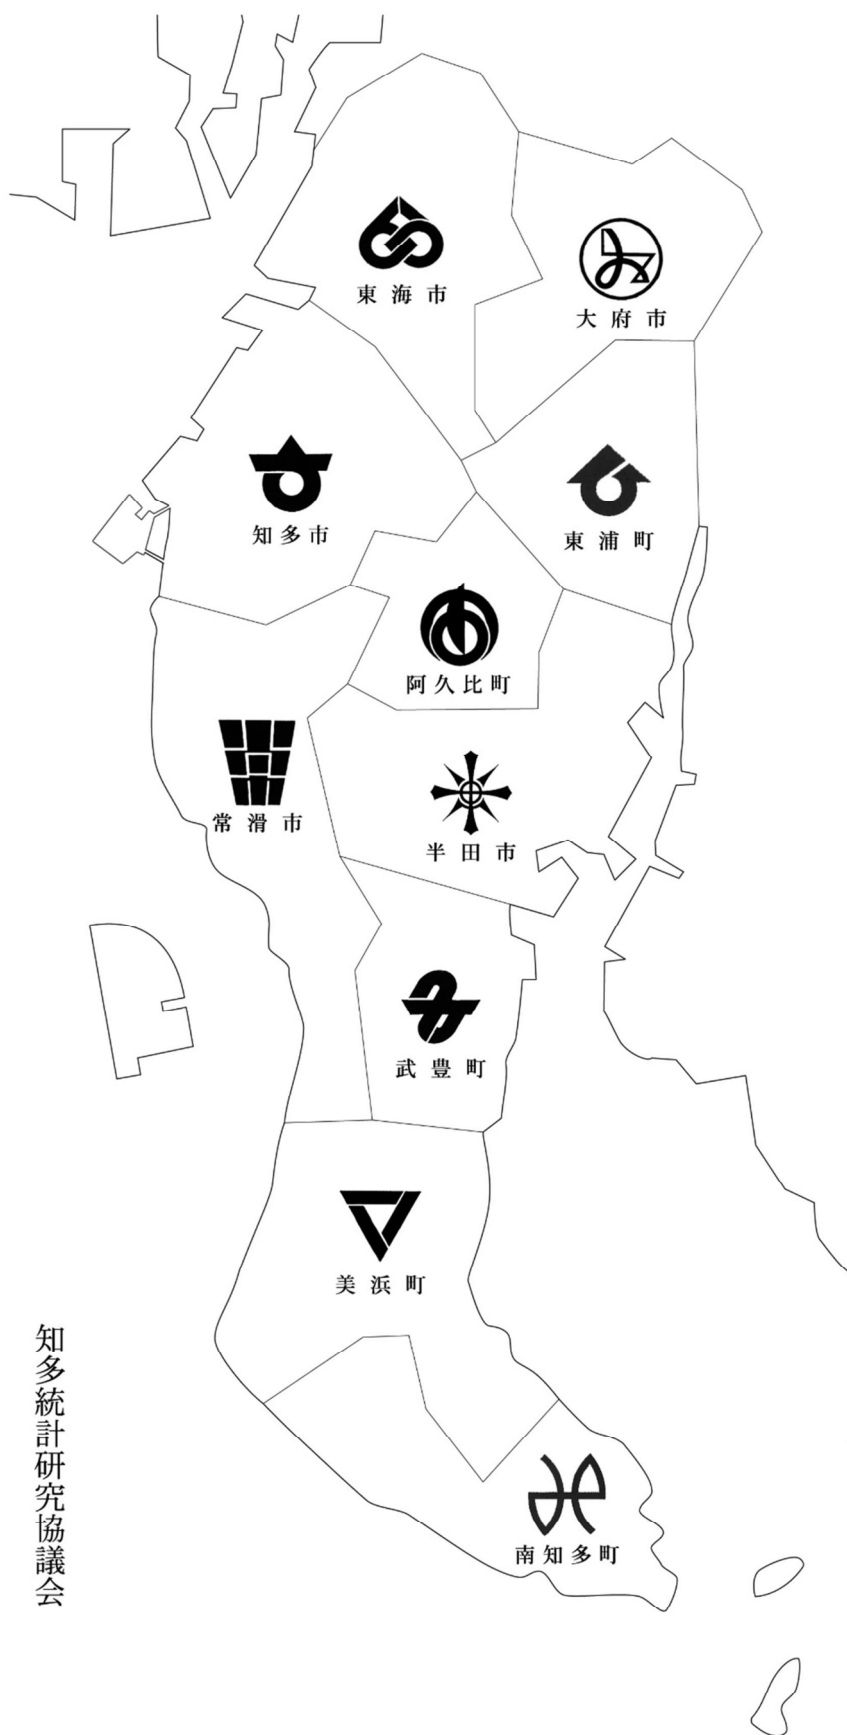 東海市
大府市
知多市
東浦町
阿久比町
常滑市
半田市
武豊町
美浜町
南知多町
知多統計研究協議会